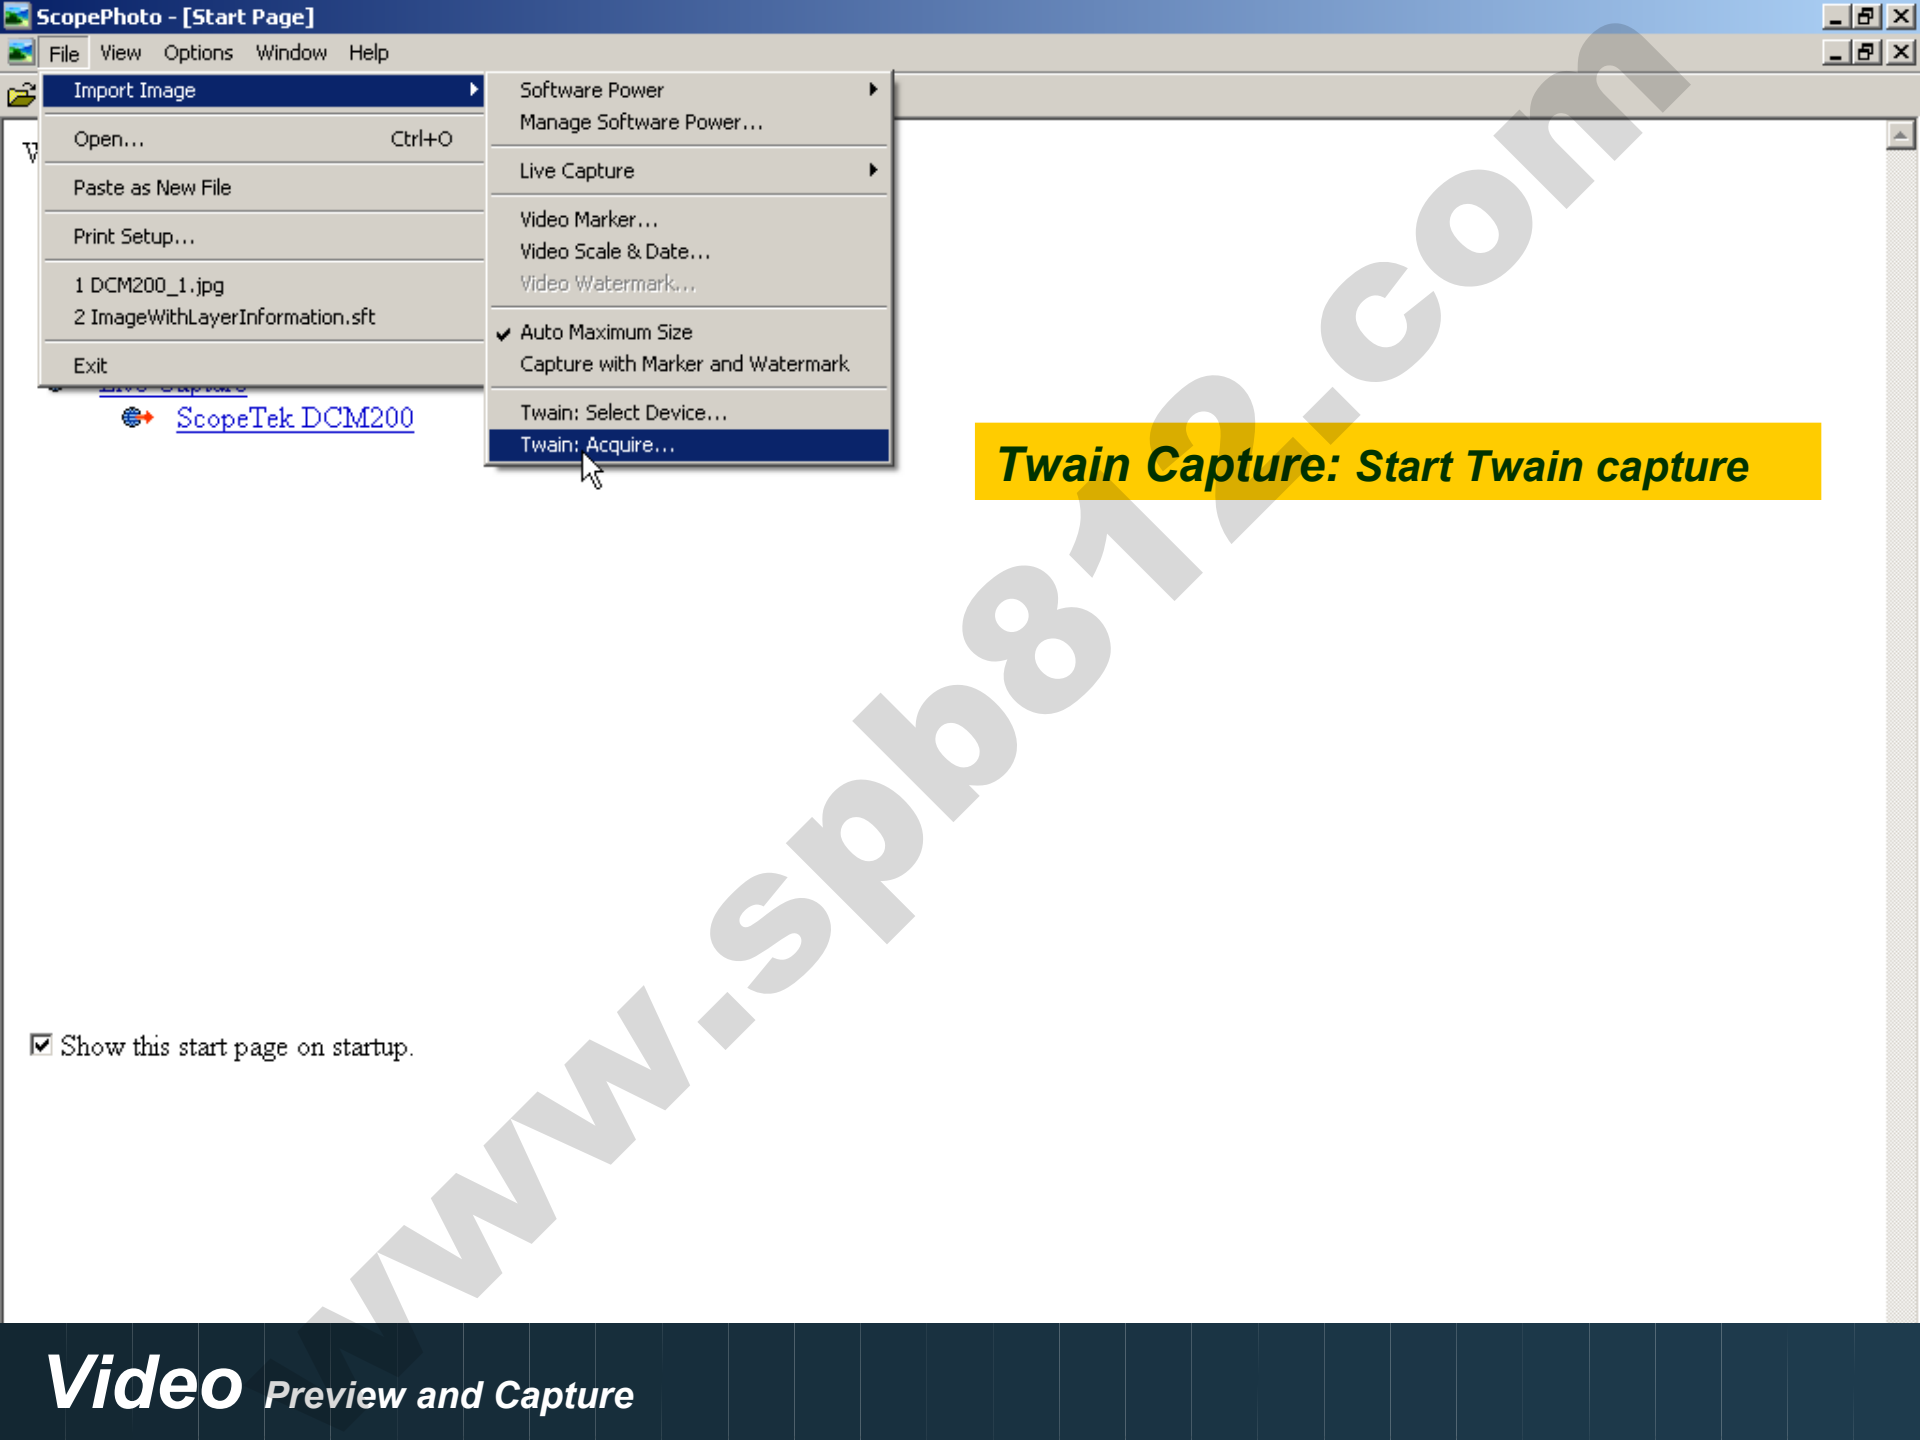 ScopePhoto - [Start Page]
File View Options Window Help
Import Image
Open... Ctrl+O
Paste as New File
Print Setup...
1 DCM200_1.jpg
2 ImageWithLayerInformation.sft
Exit
Software Power
Manage Software Power...
Live Capture
Video Marker...
Video Scale & Date...
Video Watermark...
Auto Maximum Size
Capture with Marker and Watermark
Twain: Select Device...
Twain: Acquire...
Live Capture
ScopeTek DCM200
Twain Capture: Start Twain capture
Show this start page on startup.
www.spb812.com
Video Preview and Capture